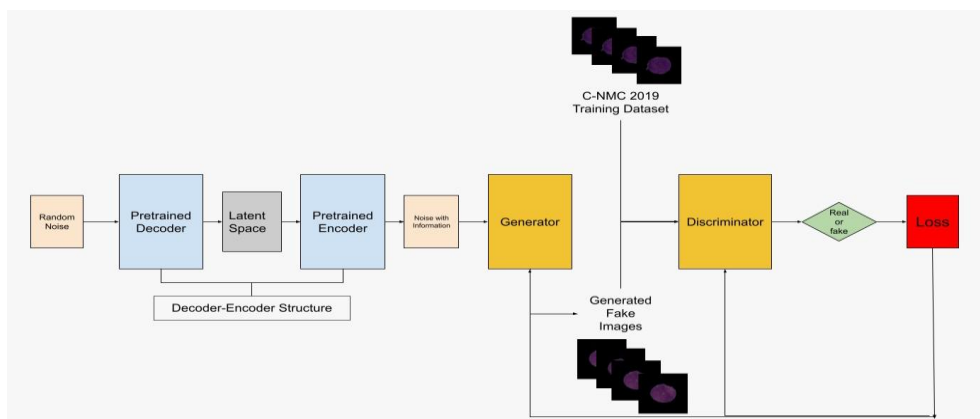 C-NMC 2019
Training Dataset
Random
Noise
Pretrained
Decoder
Latent
Space
Pretrained
Encoder
Noise with
Information
Generator
Discriminator
Real
or
fake
Loss
Decoder-Encoder Structure
Generated
Fake
Images